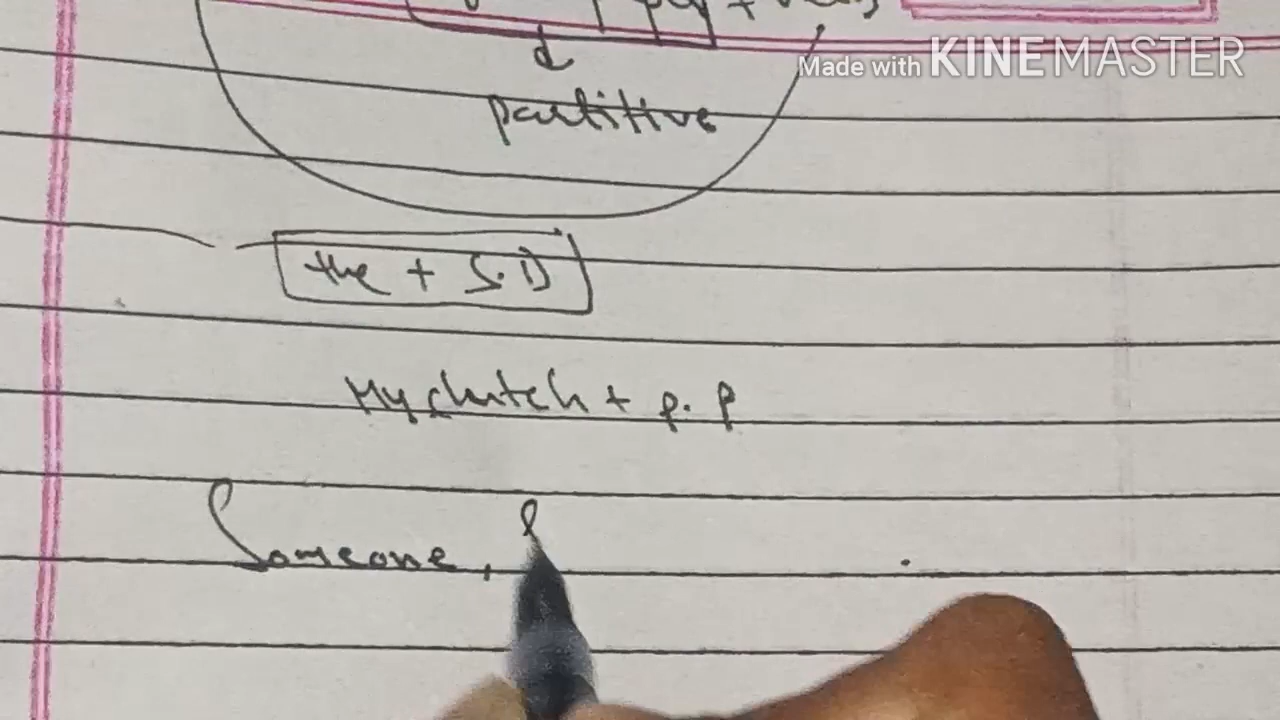 Made with KINEMASTER
partitive
the + S.D
My clutch + p.p
Someone,